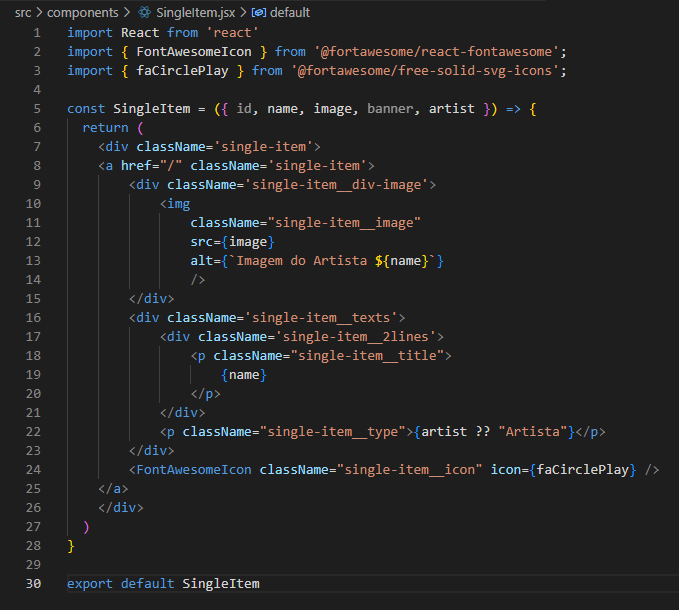 src > components > SingleItem.jsx > default
1 import React from 'react'
2 import { FontAwesomeIcon } from '@fortawesome/react-fontawesome';
3 import { faCirclePlay } from '@fortawesome/free-solid-svg-icons';
4
5 const SingleItem = ({ id, name, image, banner, artist }) => {
6   return (
7     <div className='single-item'>
8     <a href="/" className='single-item'>
9         <div className='single-item__div-image'>
10             <img
11                 className="single-item__image"
12                 src={image}
13                 alt={`Imagem do Artista ${name}`}
14                 />
15         </div>
16         <div className='single-item__texts'>
17             <div className='single-item__2lines'>
18                 <p className="single-item__title">
19                     {name}
20                 </p>
21             </div>
22             <p className="single-item__type">{artist ?? "Artista"}</p>
23         </div>
24         <FontAwesomeIcon className="single-item__icon" icon={faCirclePlay} />
25     </a>
26     </div>
27   )
28 }
29
30 export default SingleItem